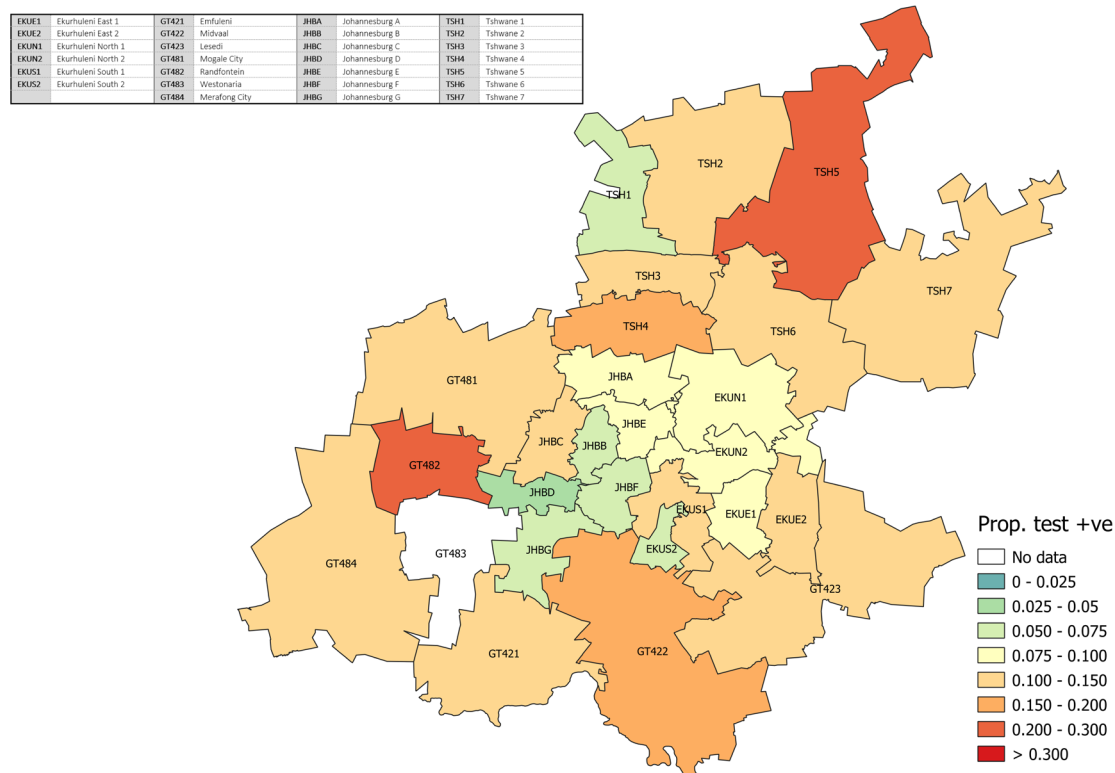 EKUE1 Ekurhuleni East 1 GT421 Emfuleni JHBA Johannesburg A TSH1 Tshwane 1
EKUE2 Ekurhuleni East 2 GT422 Midvaal JHBB Johannesburg B TSH2 Tshwane 2
EKUN1 Ekurhuleni North 1 GT423 Lesedi JHBC Johannesburg C TSH3 Tshwane 3
EKUN2 Ekurhuleni North 2 GT481 Mogale City JHBD Johannesburg D TSH4 Tshwane 4
EKUS1 Ekurhuleni South 1 GT482 Randfontein JHBE Johannesburg E TSH5 Tshwane 5
EKUS2 Ekurhuleni South 2 GT483 Westonaria JHBF Johannesburg F TSH6 Tshwane 6
GT484 Merafong City JHBG Johannesburg G TSH7 Tshwane 7
TSH2
TSH5
TSH1
TSH3
TSH7
TSH4
TSH6
JHBA
GT481
EKUN1
JHBE
JHBC
JHBB
EKUN2
GT482
JHBF
JHBD
EKUS1
EKUE1
EKUE2
JHBG
EKUS2
GT483
GT484
GT423
GT421
GT422
Prop. test +ve
No data
0 - 0.025
0.025 - 0.05
0.050 - 0.075
0.075 - 0.100
0.100 - 0.150
0.150 - 0.200
0.200 - 0.300
> 0.300